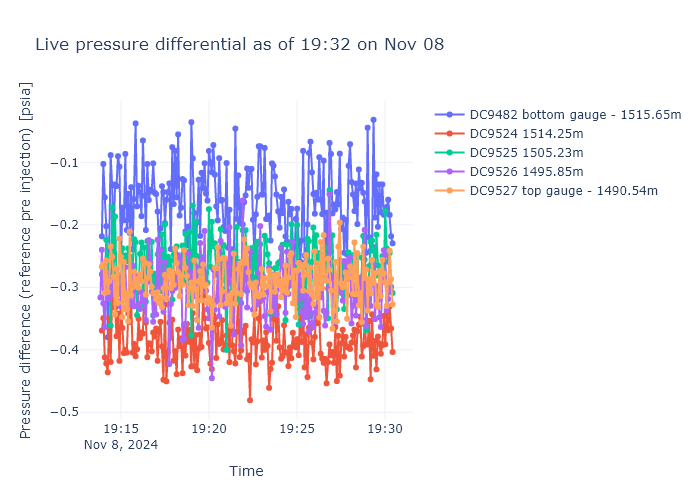 Live pressure differential as of 19:32 on Nov 08
Pressure difference (reference pre injection) [psia]
−0.1
−0.2
−0.3
−0.4
−0.5
19:15
Nov 8, 2024
19:20
19:25
19:30
Time
DC9482 bottom gauge - 1515.65m
DC9524 1514.25m
DC9525 1505.23m
DC9526 1495.85m
DC9527 top gauge - 1490.54m